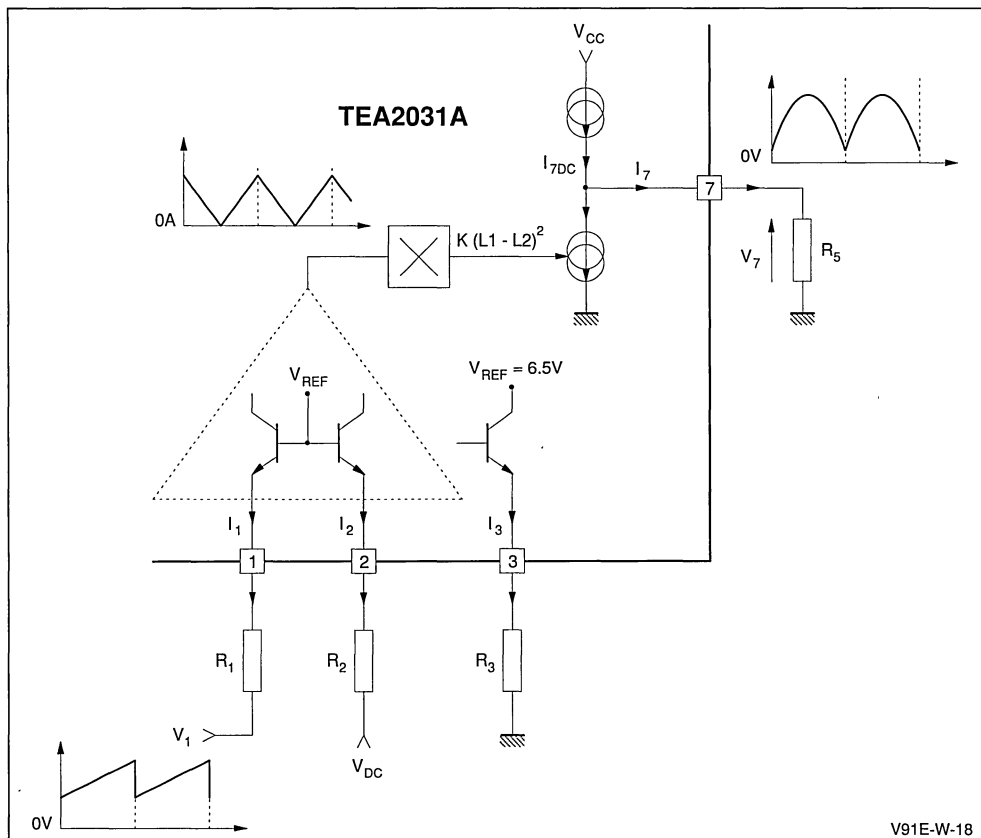 V_CC
TEA2031A
0V
I_7DC
I_7
7
0A
K (L1 - L2)^2
V_7
R_5
V_REF
V_REF = 6.5V
I_1
I_2
I_3
1
2
3
R_1
R_2
R_3
V_1
V_DC
0V
V91E-W-18